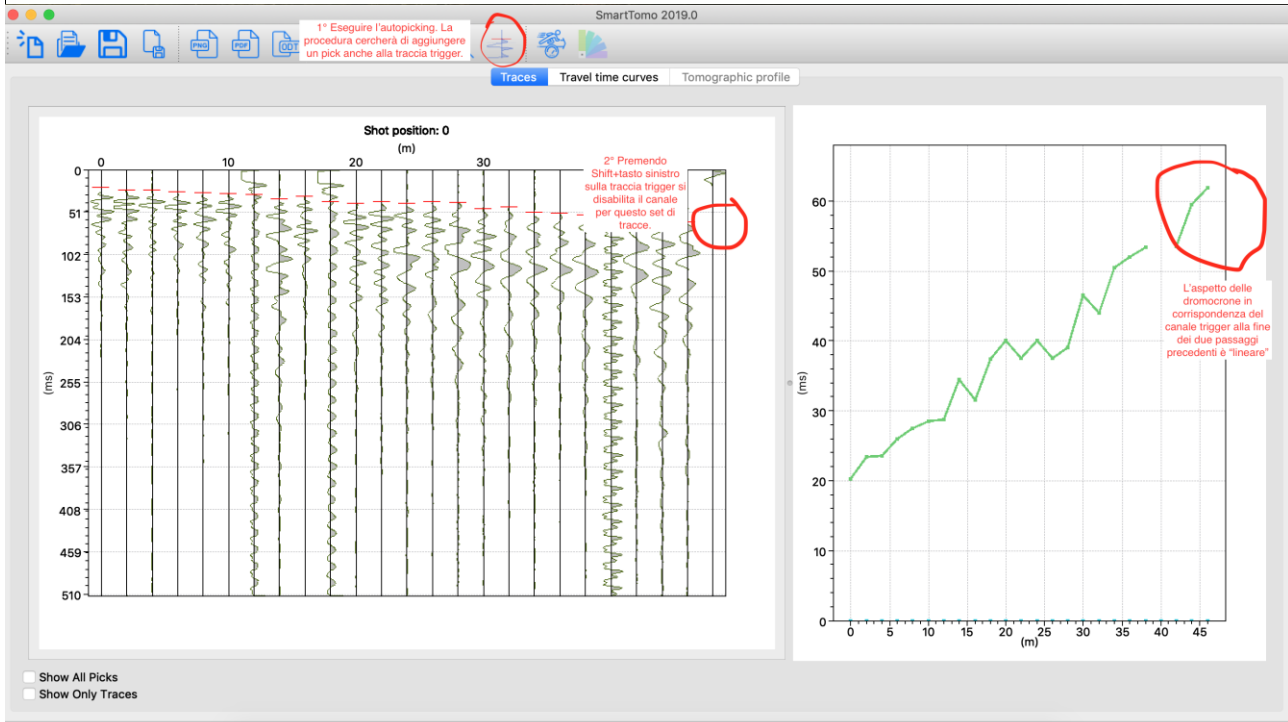 SmartTomo 2019.0
1° Eseguire l'autopicking. La
procedura cercherà di aggiungere
un pick anche alla traccia trigger.
PNG
PDF
ODT
Traces
Travel time curves
Tomographic profile
Shot position: 0
(m)
0
10
20
30
2° Premendo
Shift+tasto sinistro
sulla traccia trigger si
disabilita il canale
per questo set di
tracce.
0
51
102
153
204
255
306
357
408
459
510
(ms)
60
50
40
30
20
10
0
(ms)
0 5 10 15 20 25 30 35 40 45
(m)
L'aspetto delle
dromocrone in
corrispondenza del
canale trigger alla fine
dei due passaggi
precedenti è "lineare"
Show All Picks
Show Only Traces